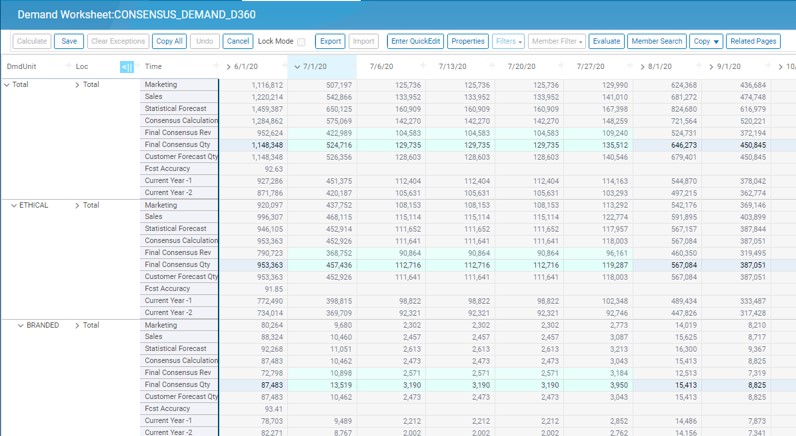 Demand Worksheet:CONSENSUS_DEMAND_D360
Calculate Save Clear Exceptions Copy All Undo Cancel Lock Mode Export Import Enter QuickEdit Properties Filters Member Filter Evaluate Member Search Copy Related Pages
DmdUnit Loc Time 6/1/20 7/1/20 7/6/20 7/13/20 7/20/20 7/27/20 8/1/20 9/1/20 10/
Total Total Marketing 1,116,812 507,197 125,736 125,736 125,736 129,990 624,368 436,684
Sales 1,220,214 542,866 133,952 133,952 133,952 141,010 681,272 474,748
Statistical Forecast 1,459,387 650,125 160,909 160,909 160,909 167,398 824,680 616,979
Consensus Calculation 1,284,862 575,069 142,270 142,270 142,270 148,259 721,564 520,221
Final Consensus Rev 952,624 422,989 104,583 104,583 104,583 109,240 524,731 372,194
Final Consensus Qty 1,148,348 524,716 129,735 129,735 129,735 135,512 646,273 450,845
Customer Forecast Qty 1,148,348 526,356 128,603 128,603 128,603 140,546 679,401 450,845
Fcst Accuracy 92.63
Current Year -1 927,286 451,375 112,404 112,404 112,404 114,163 544,870 378,042
Current Year -2 871,786 420,187 105,631 105,631 105,631 103,293 497,215 362,774
ETHICAL Total Marketing 920,097 437,752 108,153 108,153 108,153 113,292 542,176 369,146
Sales 996,307 468,115 115,114 115,114 115,114 122,774 591,895 403,899
Statistical Forecast 946,105 452,914 111,652 111,652 111,652 117,957 567,157 387,844
Consensus Calculation 953,363 452,926 111,641 111,641 111,641 118,003 567,084 387,051
Final Consensus Rev 790,723 368,752 90,864 90,864 90,864 96,161 460,350 319,495
Final Consensus Qty 953,363 457,436 112,716 112,716 112,716 119,287 567,084 387,051
Customer Forecast Qty 953,363 452,926 111,641 111,641 111,641 118,003 567,084 387,051
Fcst Accuracy 91.85
Current Year -1 772,490 398,815 98,822 98,822 98,822 102,348 489,434 333,487
Current Year -2 734,014 369,709 92,321 92,321 92,321 92,746 447,826 317,428
BRANDED Total Marketing 80,264 9,680 2,302 2,302 2,302 2,773 14,019 8,210
Sales 88,324 10,460 2,457 2,457 2,457 3,087 15,625 8,717
Statistical Forecast 92,268 11,051 2,613 2,613 2,613 3,213 16,300 9,367
Consensus Calculation 87,483 10,462 2,473 2,473 2,473 3,043 15,413 8,825
Final Consensus Rev 72,798 10,898 2,571 2,571 2,571 3,184 12,513 7,319
Final Consensus Qty 87,483 13,519 3,190 3,190 3,190 3,950 15,413 8,825
Customer Forecast Qty 87,483 10,462 2,473 2,473 2,473 3,043 15,413 8,825
Fcst Accuracy 93.41
Current Year -1 78,703 9,489 2,212 2,212 2,212 2,852 14,486 7,873
Current Year -2 82,271 8,767 2,002 2,002 2,002 2,762 14,156 7,341